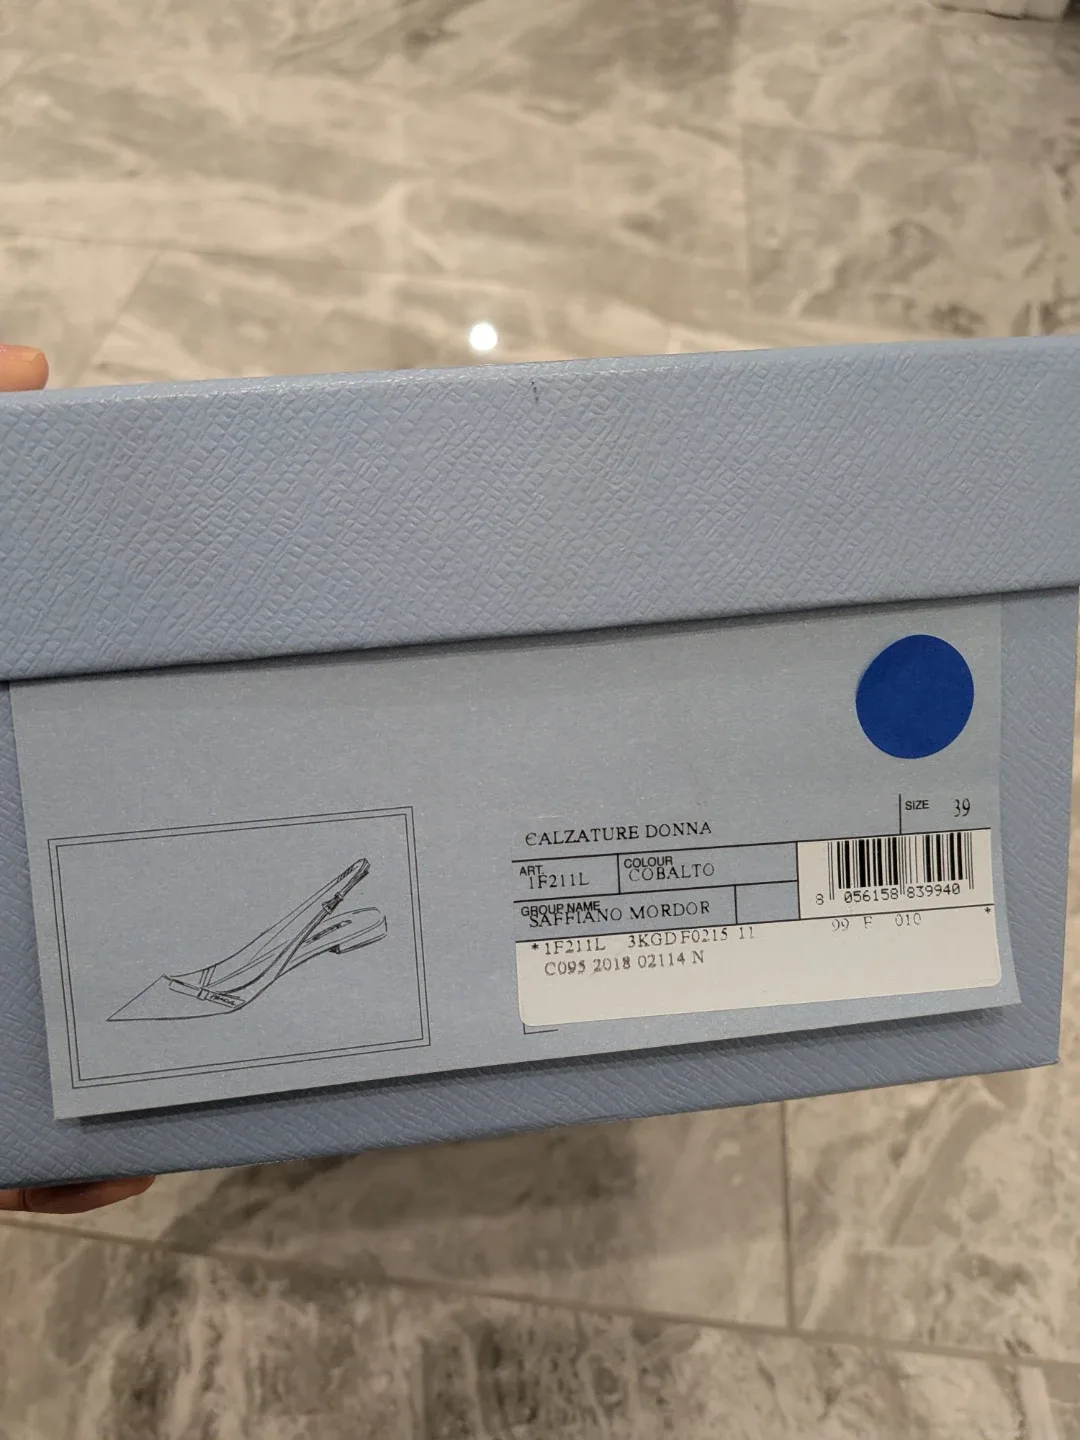 SIZE 39
CALZATURE DONNA
ART. 1F211L COLOUR COBALTO
8 056158 839940
GROUP NAME SAFFIANO MORDOR
*1F211L 3KGD F0215 11 99 F 010 *
C095 2018 02114 N